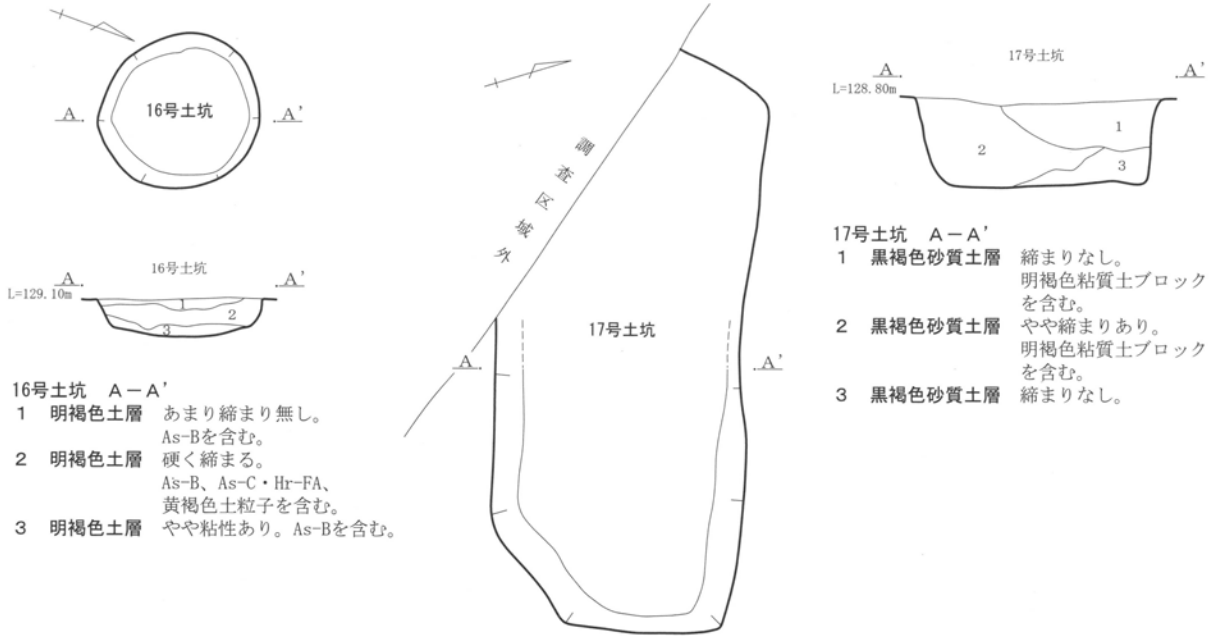 16号土坑
A
A'
16号土坑
A
A'
L=129.10m
1
2
3
16号土坑 A-A'
1 明褐色土層 あまり締まり無し。
As-Bを含む。
2 明褐色土層 硬く締まる。
As-B、As-C・Hr-FA、
黄褐色土粒子を含む。
3 明褐色土層 やや粘性あり。As-Bを含む。
調査区域外
17号土坑
A
A'
17号土坑
A
A'
L=128.80m
1
2
3
17号土坑 A-A'
1 黒褐色砂質土層 締まりなし。
明褐色粘質土ブロック
を含む。
2 黒褐色砂質土層 やや締まりあり。
明褐色粘質土ブロック
を含む。
3 黒褐色砂質土層 締まりなし。